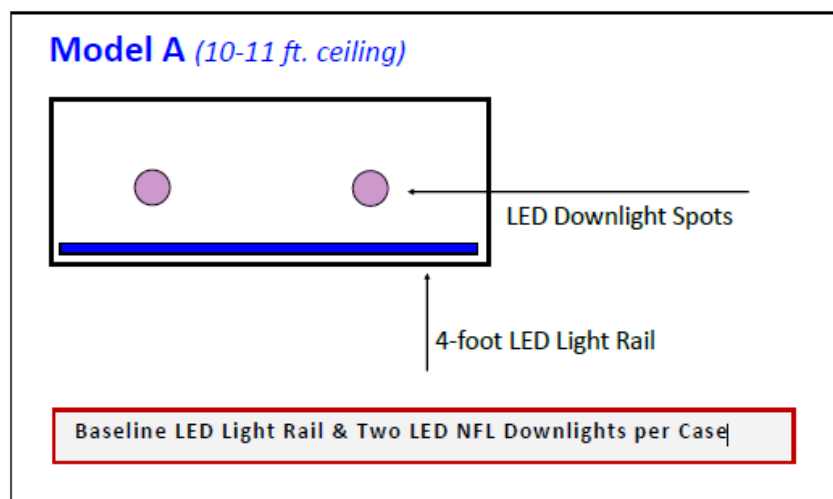 Model A (10-11 ft. ceiling)
LED Downlight Spots
4-foot LED Light Rail
Baseline LED Light Rail & Two LED NFL Downlights per Case